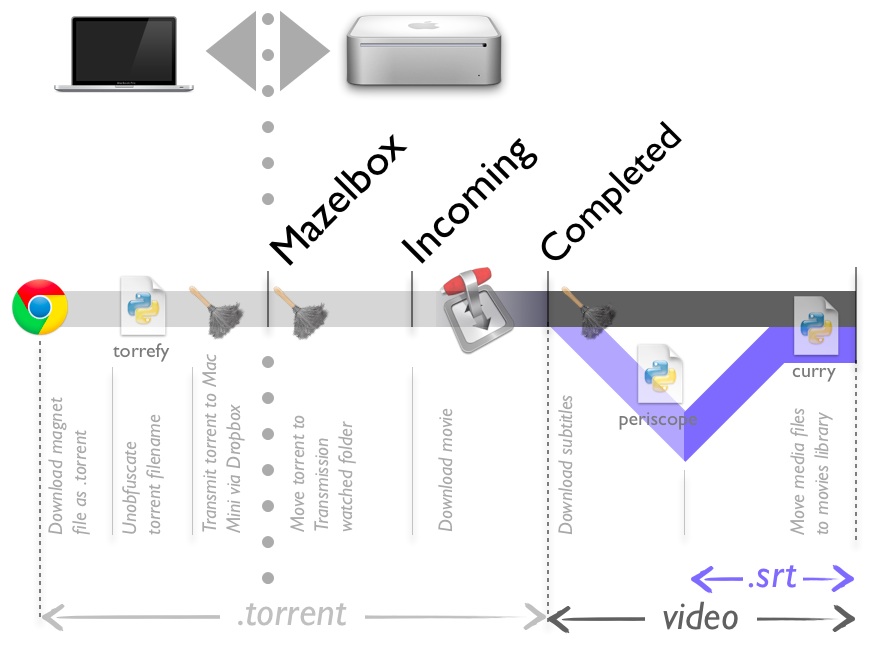 Mazelbox
Incoming
Completed
torrefy
periscope
curry
Download magnet
file as .torrent
Unobfuscate
torrent filename
Transmit torrent to Mac
Mini via Dropbox
Move torrent to
Transmission
watched folder
Download movie
Download subtitles
Move media files
to movies library
.srt
.torrent
video